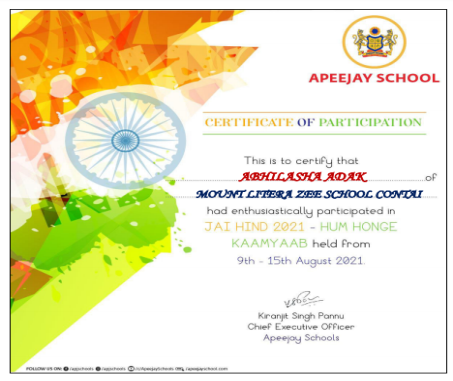 APEEJAY SCHOOL
CERTIFICATE OF PARTICIPATION
This is to certify that
ABHILASHA ADAK of
MOUNT LITERA ZEE SCHOOL CONTAI
had enthusiastically participated in
JAI HIND 2021 - HUM HONGE
KAAMYAAB held from
9th - 15th August 2021.
Kiranjit Singh Pannu
Chief Executive Officer
Apeejay Schools
FOLLOW US ON: